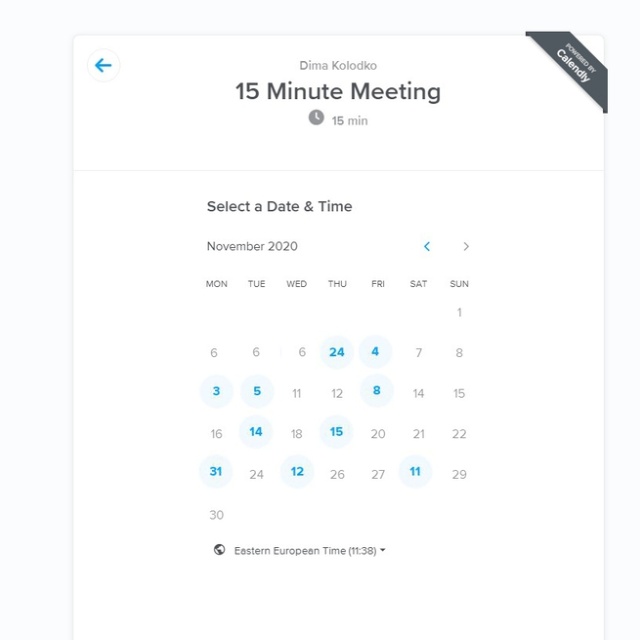 POWERED BY
Calendly
Dima Kolodko
15 Minute Meeting
15 min
Select a Date & Time
November 2020
MON TUE WED THU FRI SAT SUN
1
6 6 6 24 4 7 8
3 5 11 12 8 14 15
16 14 18 15 20 21 22
31 24 12 26 27 11 29
30
Eastern European Time (11:38)